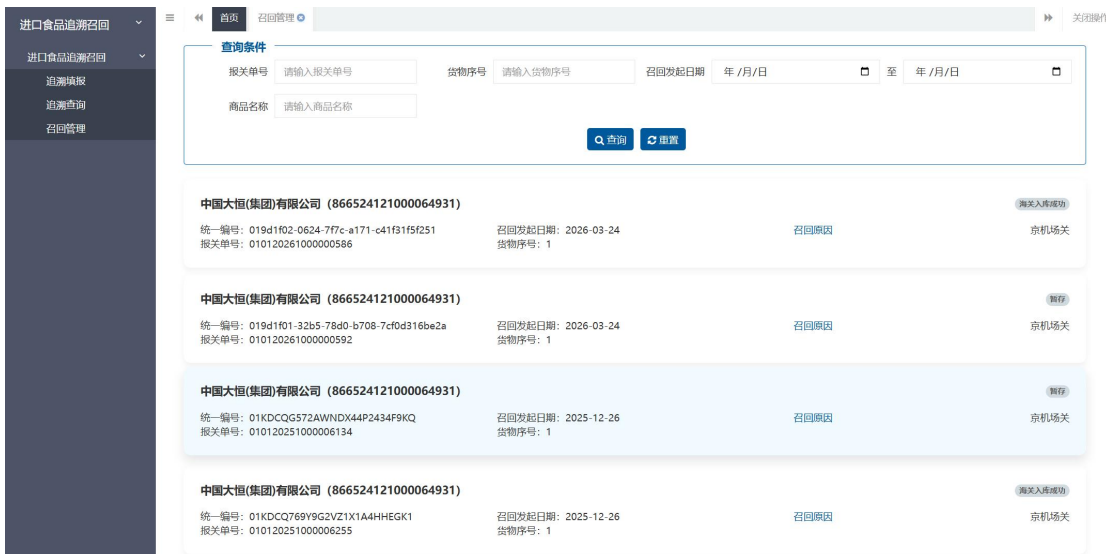 进口食品追溯召回
进口食品追溯召回
追溯填报
追溯查询
召回管理
首页 召回管理 关闭操作
查询条件
报关单号 请输入报关单号 货物序号 请输入货物序号 召回发起日期 年 /月/日 至 年 /月/日
商品名称 请输入商品名称
查询 重置
中国大恒(集团)有限公司（866524121000064931） 海关入库成功
统一编号：019d1f02-0624-7f7c-a171-c41f31f5f251 召回发起日期：2026-03-24 召回原因 京机场关
报关单号：010120261000000586 货物序号：1
中国大恒(集团)有限公司（866524121000064931） 暂存
统一编号：019d1f01-32b5-78d0-b708-7cf0d316be2a 召回发起日期：2026-03-24 召回原因 京机场关
报关单号：010120261000000592 货物序号：1
中国大恒(集团)有限公司（866524121000064931） 暂存
统一编号：01KDCQG572AWNDX44P2434F9KQ 召回发起日期：2025-12-26 召回原因 京机场关
报关单号：010120251000006134 货物序号：1
中国大恒(集团)有限公司（866524121000064931） 海关入库成功
统一编号：01KDCQ769Y9G2VZ1X1A4HHEGK1 召回发起日期：2025-12-26 召回原因 京机场关
报关单号：010120251000006255 货物序号：1